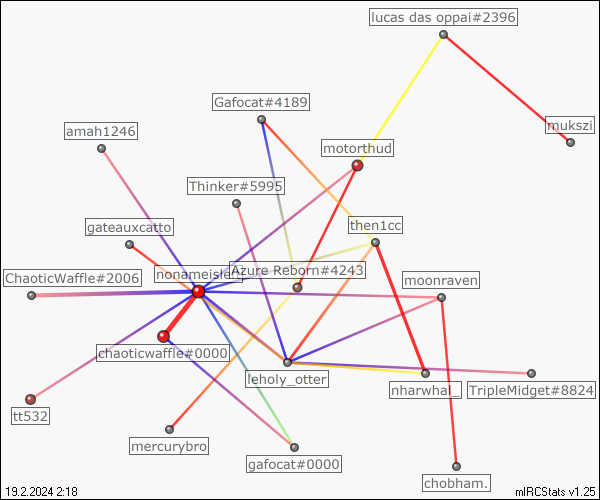 lucas das oppai#2396
Gafocat#4189
mukszi
amah1246
motorthud
Thinker#5995
then1cc
gateauxcatto
Azure Reborn#4243
ChaoticWaffle#2006
moonraven
chaoticwaffle#0000
leholy_otter
nharwhal_
TripleMidget#8824
tt532
mercurybro
gafocat#0000
chobham.
19.2.2024 2:18
mIRCStats v1.25